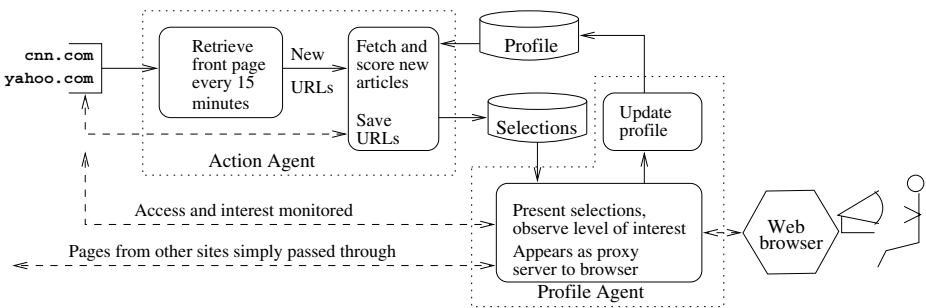 cnn.com
yahoo.com
Retrieve
front page
every 15
minutes
New
URLs
Fetch and
score new
articles
Save
URLs
Action Agent
Profile
Selections
Update
profile
Access and interest monitored
Pages from other sites simply passed through
Present selections,
observe level of interest
Appears as proxy
server to browser
Profile Agent
Web
browser